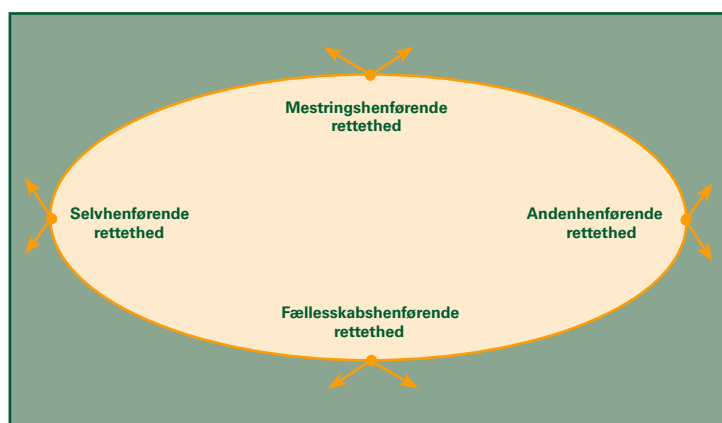 Mestringshenførende
rettethed
Selvhenførende
rettethed
Andenhenførende
rettethed
Fællesskabshenførende
rettethed